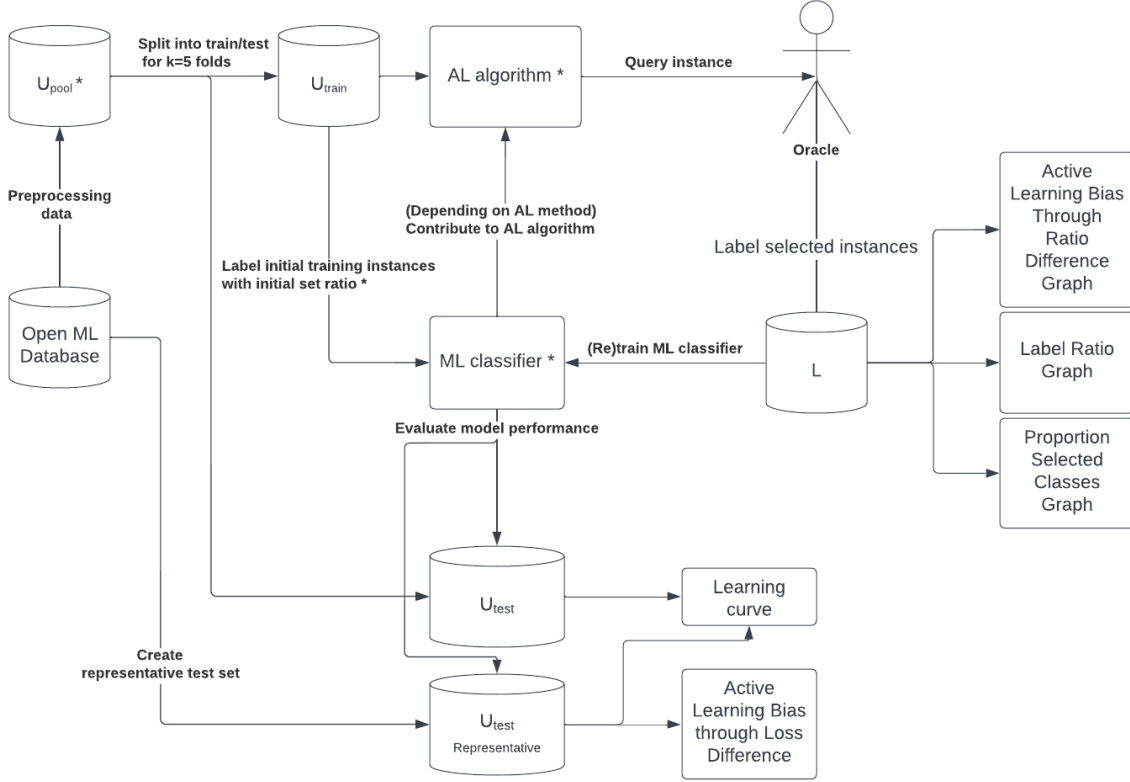 Split into train/test
for k=5 folds
Upool *
Utrain
AL algorithm *
Query instance
Oracle
Preprocessing
data
(Depending on AL method)
Contribute to AL algorithm
Label selected instances
Active
Learning Bias
Through
Ratio
Difference
Graph
Label initial training instances
with initial set ratio *
Open ML
Database
ML classifier *
(Re)train ML classifier
L
Label Ratio
Graph
Evaluate model performance
Proportion
Selected
Classes
Graph
Utest
Learning
curve
Create
representative test set
Utest
Representative
Active
Learning Bias
through Loss
Difference